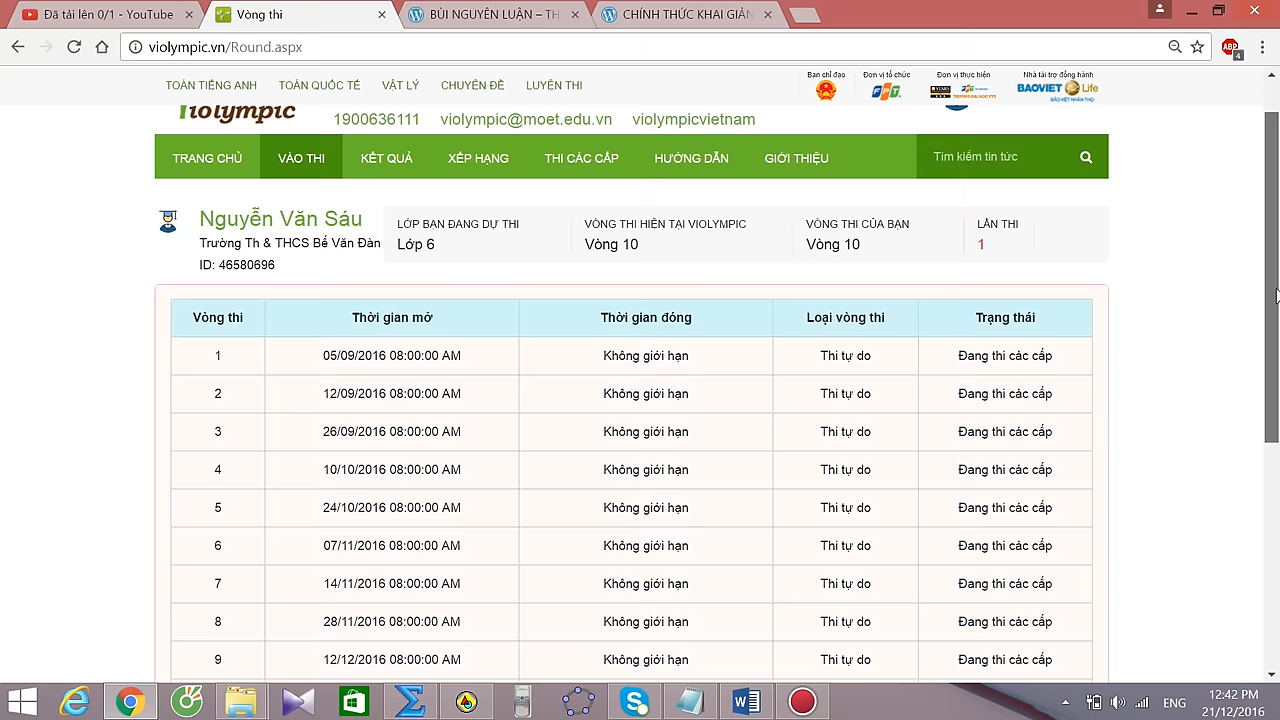 Đã tải lên 0/1 - YouTube
Vòng thi
BÙI NGUYÊN LUẬN – TH
CHÍNH THỨC KHAI GIẢN
violympic.vn/Round.aspx
ABP
4
TOÁN TIẾNG ANH TOÁN QUỐC TẾ VẬT LÝ CHUYÊN ĐỀ LUYỆN THI
Ban chỉ đạo Đơn vị tổ chức Đơn vị thực hiện Nhà tài trợ đồng hành
FPT
BAOVIET Life
BẢO VIỆT NHÂN THỌ
Violympic 1900636111 violympic@moet.edu.vn violympicvietnam
TRANG CHỦ VÀO THI KẾT QUẢ XẾP HẠNG THI CÁC CẤP HƯỚNG DẪN GIỚI THIỆU Tìm kiếm tin tức
Nguyễn Văn Sáu
Trường Th & THCS Bế Văn Đàn
ID: 46580696
LỚP BẠN ĐANG DỰ THI VÒNG THI HIỆN TẠI VIOLYMPIC VÒNG THI CỦA BẠN LẦN THI
Lớp 6 Vòng 10 Vòng 10 1
Vòng thi Thời gian mở Thời gian đóng Loại vòng thi Trạng thái
1 05/09/2016 08:00:00 AM Không giới hạn Thi tự do Đang thi các cấp
2 12/09/2016 08:00:00 AM Không giới hạn Thi tự do Đang thi các cấp
3 26/09/2016 08:00:00 AM Không giới hạn Thi tự do Đang thi các cấp
4 10/10/2016 08:00:00 AM Không giới hạn Thi tự do Đang thi các cấp
5 24/10/2016 08:00:00 AM Không giới hạn Thi tự do Đang thi các cấp
6 07/11/2016 08:00:00 AM Không giới hạn Thi tự do Đang thi các cấp
7 14/11/2016 08:00:00 AM Không giới hạn Thi tự do Đang thi các cấp
8 28/11/2016 08:00:00 AM Không giới hạn Thi tự do Đang thi các cấp
9 12/12/2016 08:00:00 AM Không giới hạn Thi tự do Đang thi các cấp
ENG
12:42 PM
21/12/2016